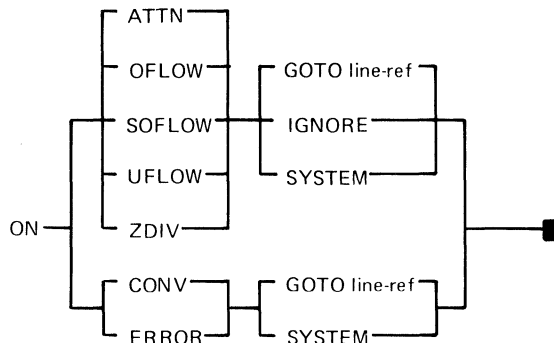 ATTN
OFLOW
GOTO line-ref
SOFLOW
IGNORE
UFLOW
SYSTEM
ON
ZDIV
CONV
GOTO line-ref
ERROR
SYSTEM